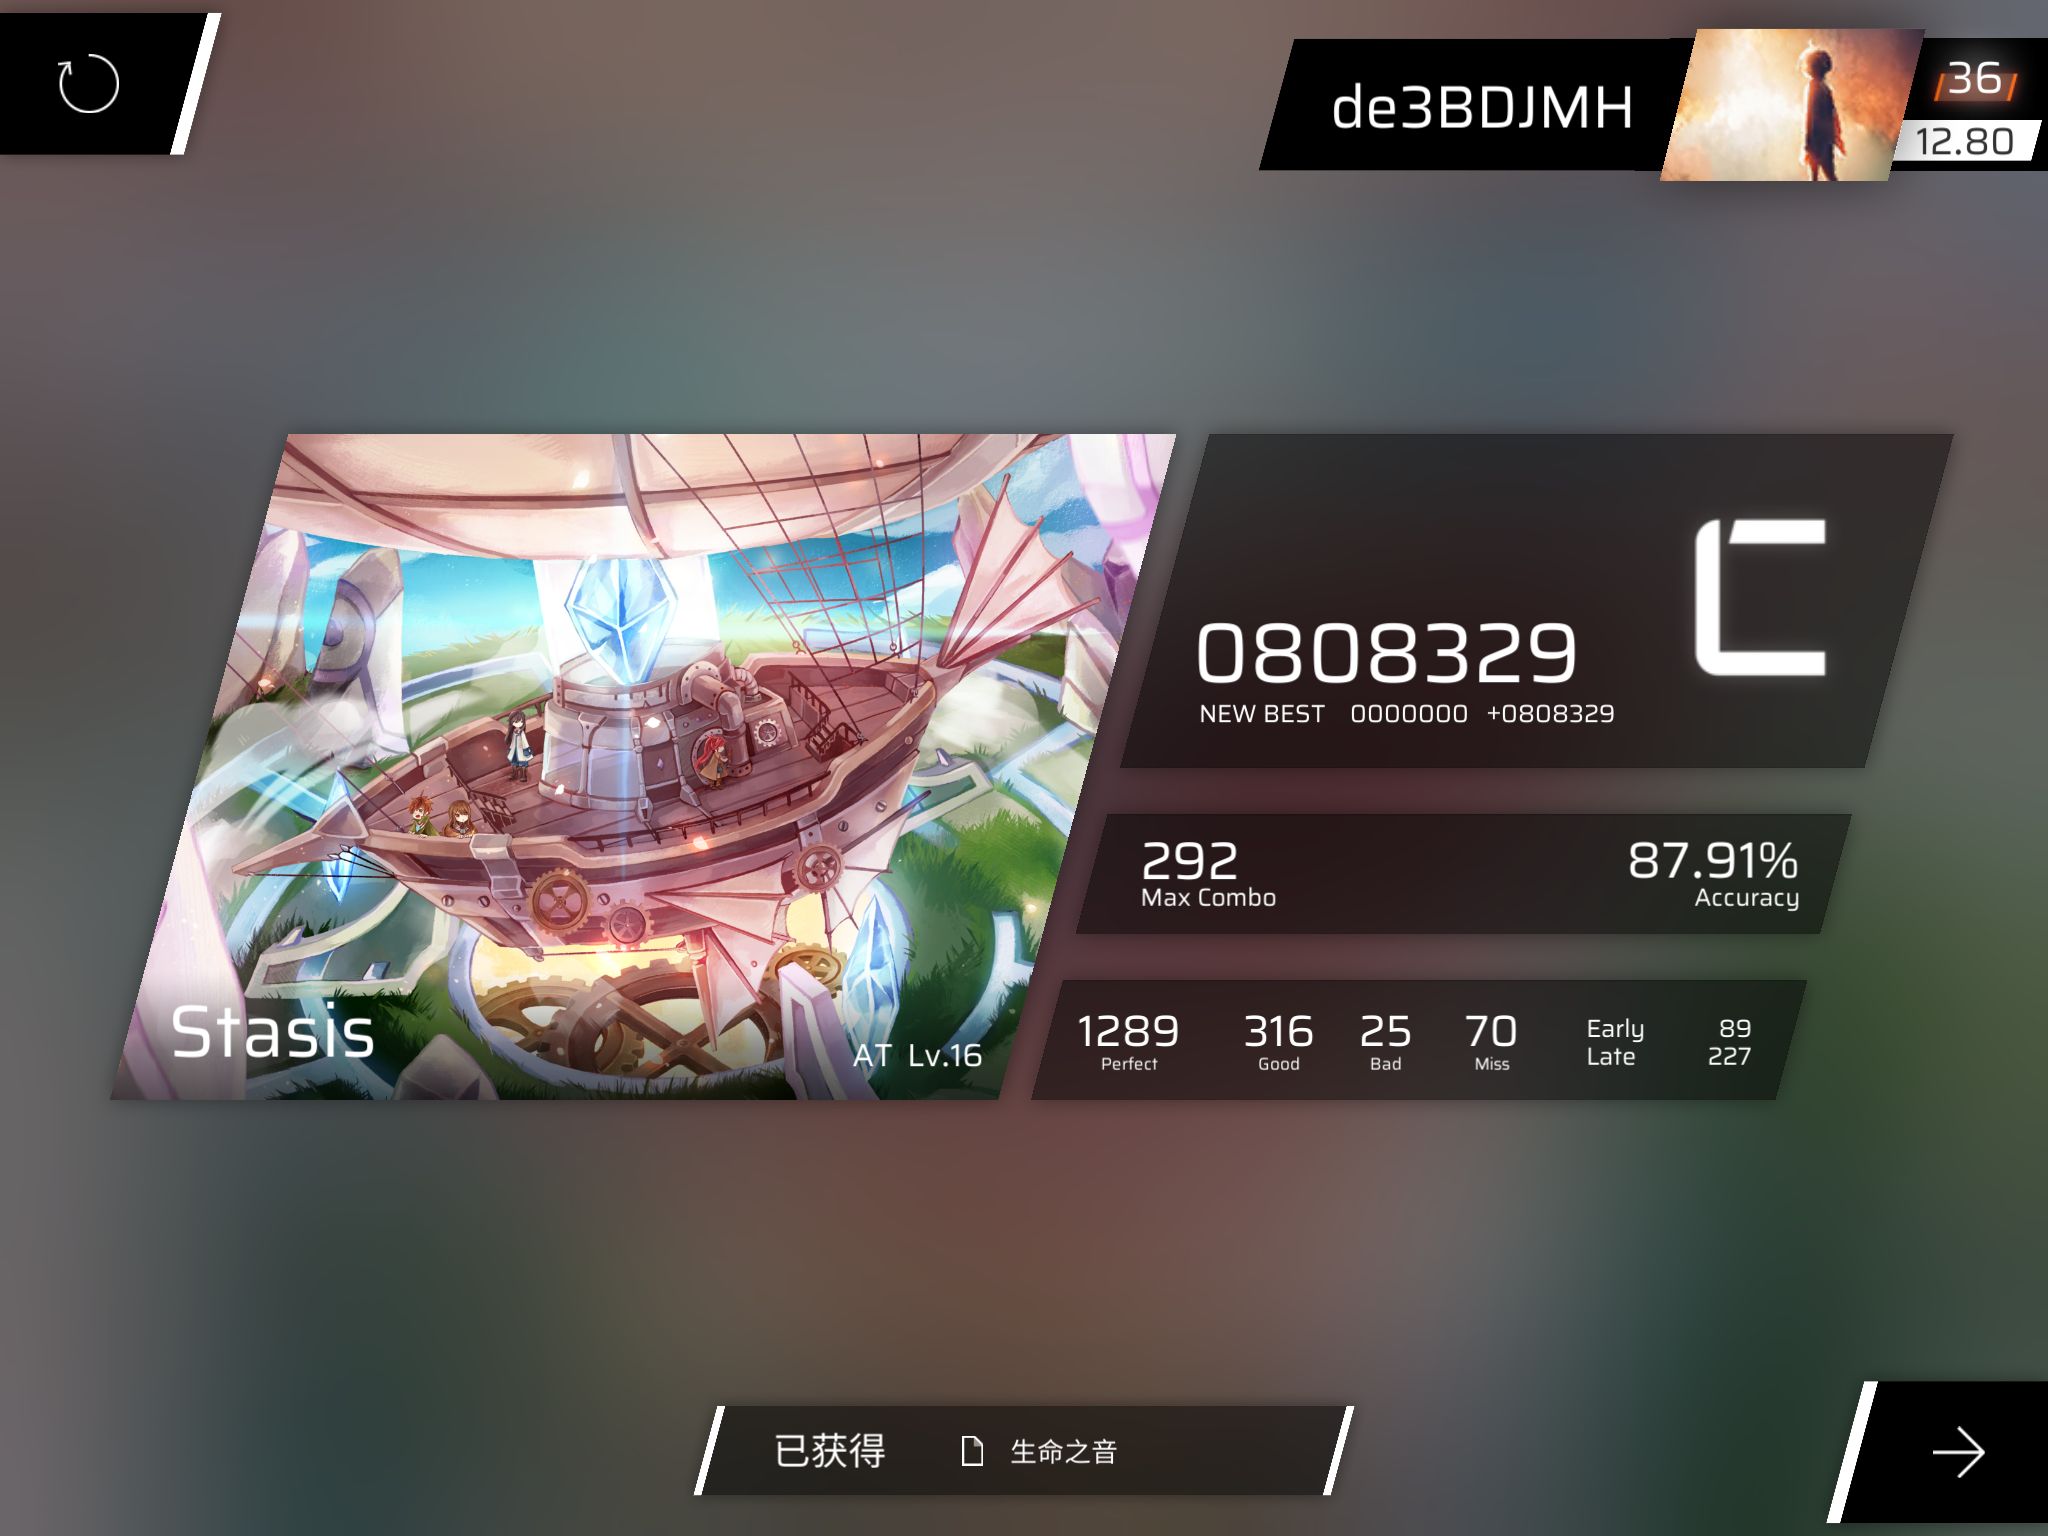 de3BDJMH
36
12.80
Stasis
AT Lv.16
0808329
C
NEW BEST 0000000 +0808329
292
Max Combo
87.91%
Accuracy
1289
Perfect
316
Good
25
Bad
70
Miss
Early 89
Late 227
已获得 生命之音